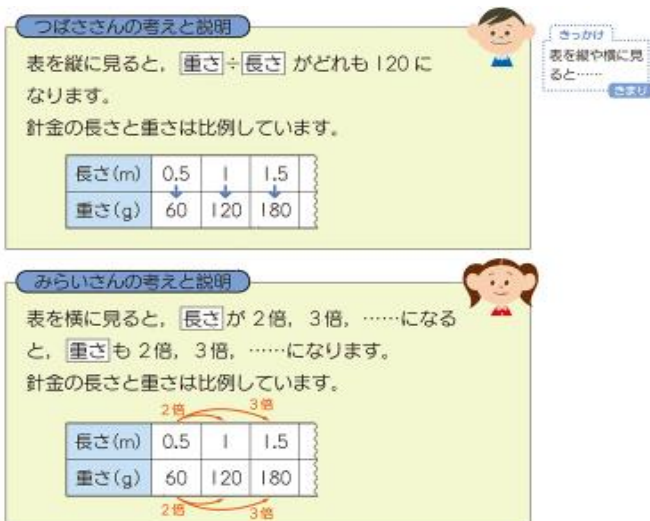 つばささんの考えと説明
表を縦に見ると，重さ÷長さ がどれも 120 に
なります。
針金の長さと重さは比例しています。
長さ(m) 0.5 1 1.5
重さ(g) 60 120 180
きっかけ
表を縦や横に見
ると……
きまり
みらいさんの考えと説明
表を横に見ると，長さ が 2倍，3倍，……になる
と，重さ も 2倍，3倍，……になります。
針金の長さと重さは比例しています。
2倍 3倍
長さ(m) 0.5 1 1.5
重さ(g) 60 120 180
2倍 3倍